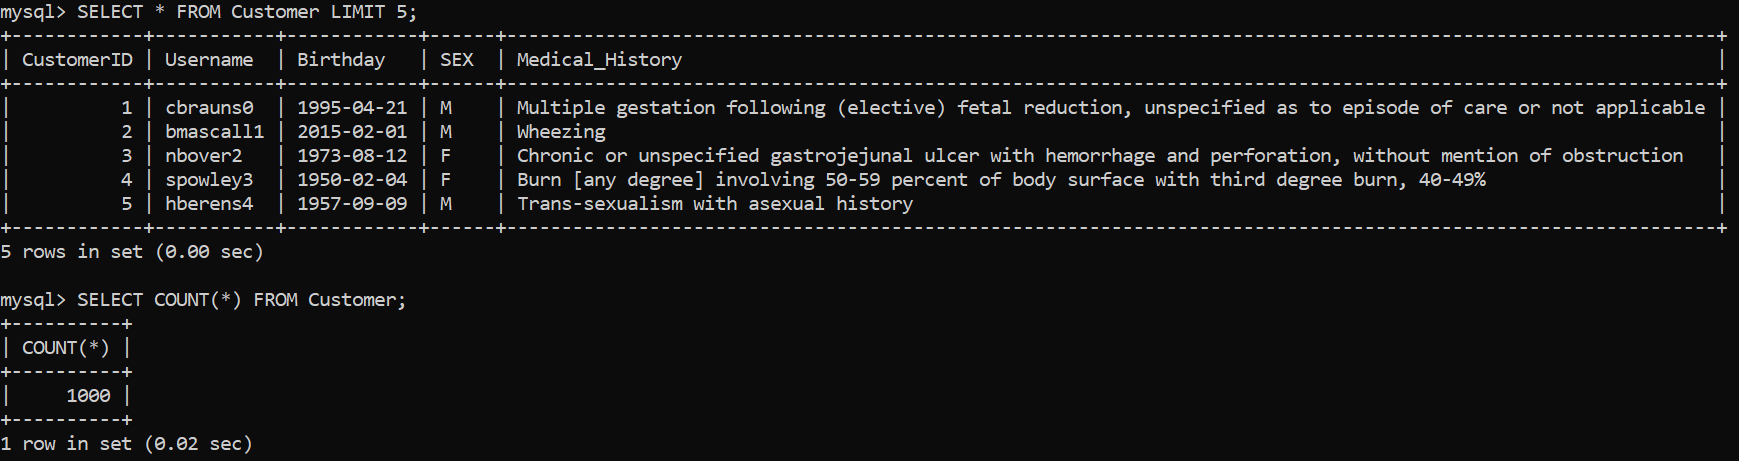 mysql> SELECT * FROM Customer LIMIT 5;
+------------+-----------+------------+------+--------------------------------------------------------------------------------------------------------------+
| CustomerID | Username  | Birthday   | SEX  | Medical_History                                                                                              |
+------------+-----------+------------+------+--------------------------------------------------------------------------------------------------------------+
|          1 | cbrauns0  | 1995-04-21 | M    | Multiple gestation following (elective) fetal reduction, unspecified as to episode of care or not applicable |
|          2 | bmascall1 | 2015-02-01 | M    | Wheezing                                                                                                     |
|          3 | nbover2   | 1973-08-12 | F    | Chronic or unspecified gastrojejunal ulcer with hemorrhage and perforation, without mention of obstruction   |
|          4 | spowley3  | 1950-02-04 | F    | Burn [any degree] involving 50-59 percent of body surface with third degree burn, 40-49%                     |
|          5 | hberens4  | 1957-09-09 | M    | Trans-sexualism with asexual history                                                                         |
+------------+-----------+------------+------+--------------------------------------------------------------------------------------------------------------+
5 rows in set (0.00 sec)

mysql> SELECT COUNT(*) FROM Customer;
+----------+
| COUNT(*) |
+----------+
|     1000 |
+----------+
1 row in set (0.02 sec)